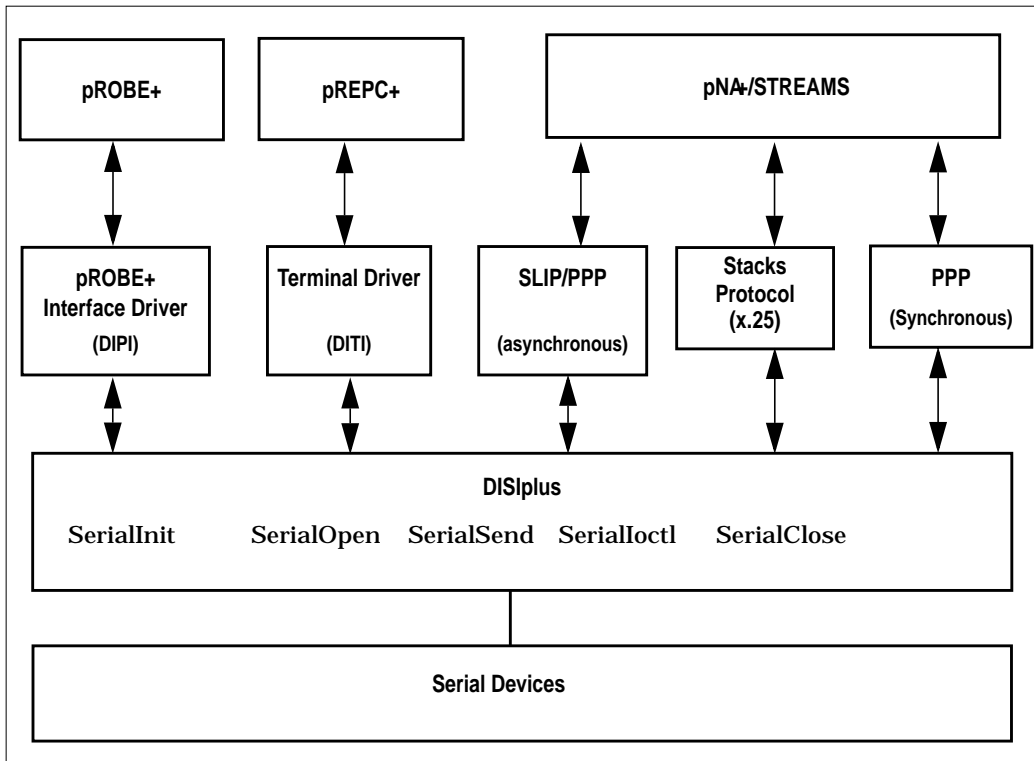 pROBE+
pREPC+
pNA+/STREAMS
pROBE+
Interface Driver
(DIPI)
Terminal Driver
(DITI)
SLIP/PPP
(asynchronous)
Stacks
Protocol
(x.25)
PPP
(Synchronous)
DISIplus
SerialInit SerialOpen SerialSend SerialIoctl SerialClose
Serial Devices